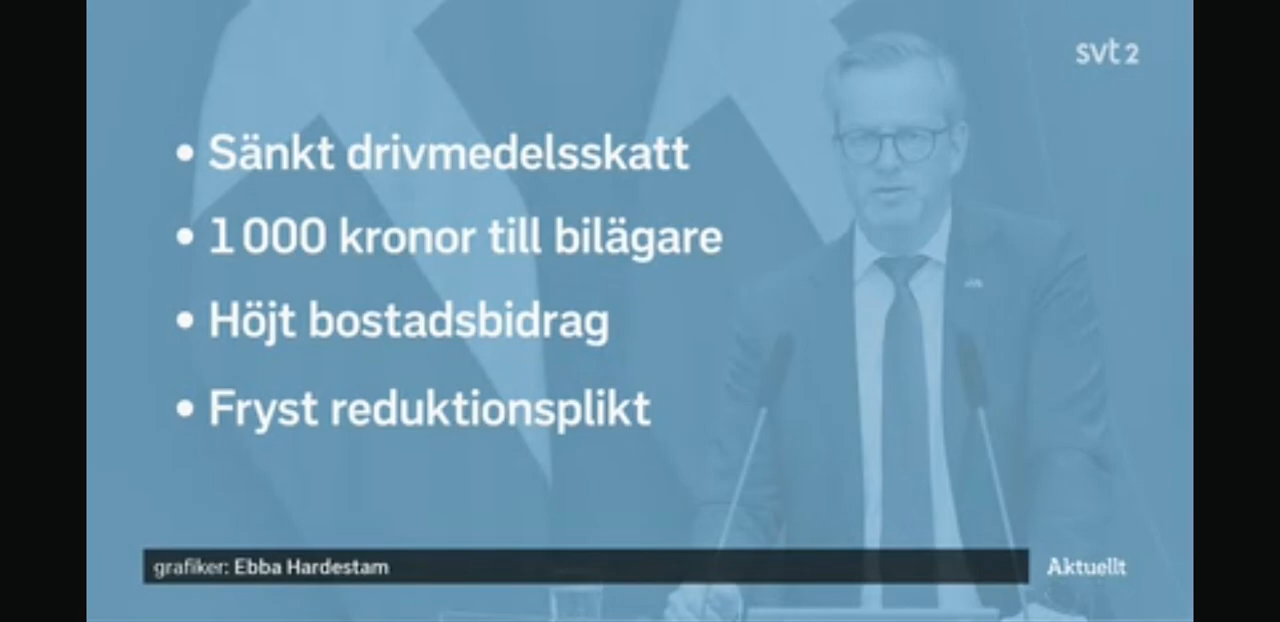 svt2
• Sänkt drivmedelsskatt
• 1 000 kronor till bilägare
• Höjt bostadsbidrag
• Fryst reduktionsplikt
grafiker: Ebba Hardestam
Aktuellt